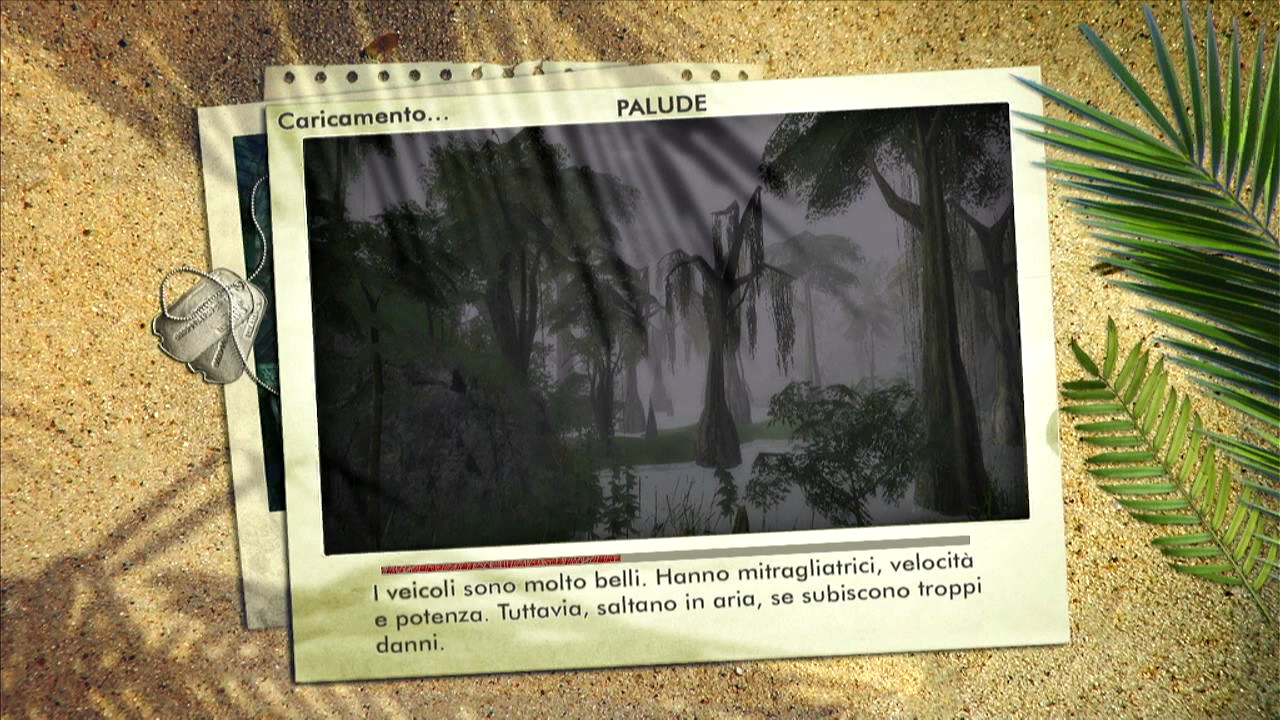 Caricamento...
PALUDE
I veicoli sono molto belli. Hanno mitragliatrici, velocità
e potenza. Tuttavia, saltano in aria, se subiscono troppi
danni.